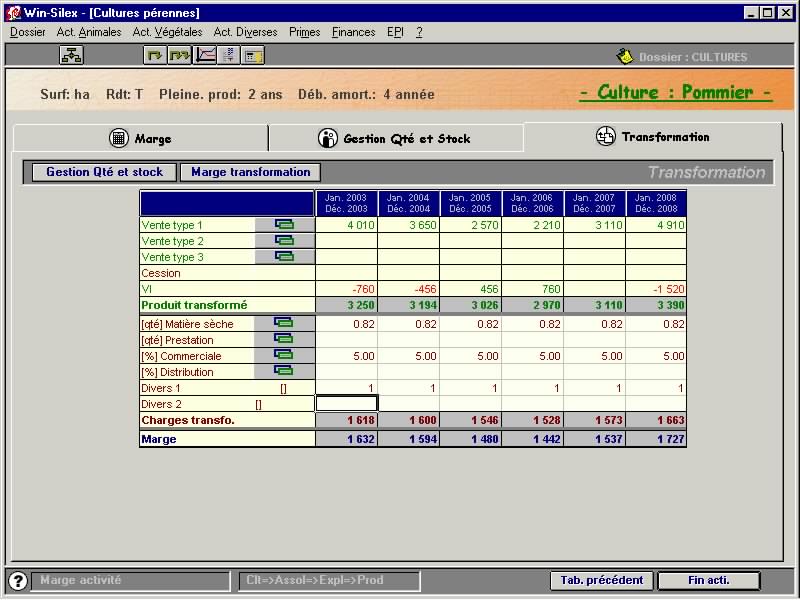 Win-Silex - [Cultures pérennes]
Dossier Act. Animales Act. Végétales Act. Diverses Primes Finances EPI ?
Dossier : CULTURES
Surf: ha Rdt: T Pleine. prod: 2 ans Déb. amort.: 4 année
- Culture : Pommier -
Marge Gestion Qté et Stock Transformation
Gestion Qté et stock Marge transformation Transformation
Jan. 2003 Jan. 2004 Jan. 2005 Jan. 2006 Jan. 2007 Jan. 2008
Déc. 2003 Déc. 2004 Déc. 2005 Déc. 2006 Déc. 2007 Déc. 2008
Vente type 1 4 010 3 650 2 570 2 210 3 110 4 910
Vente type 2
Vente type 3
Cession
VI -760 -456 456 760 -1 520
Produit transformé 3 250 3 194 3 026 2 970 3 110 3 390
[qté] Matière sèche 0.82 0.82 0.82 0.82 0.82 0.82
[qté] Prestation
[%] Commerciale 5.00 5.00 5.00 5.00 5.00 5.00
[%] Distribution
Divers 1 [] 1 1 1 1 1 1
Divers 2 []
Charges transfo. 1 618 1 600 1 546 1 528 1 573 1 663
Marge 1 632 1 594 1 480 1 442 1 537 1 727
? Marge activité Clt=>Assol=>Expl=>Prod Tab. précédent Fin acti.